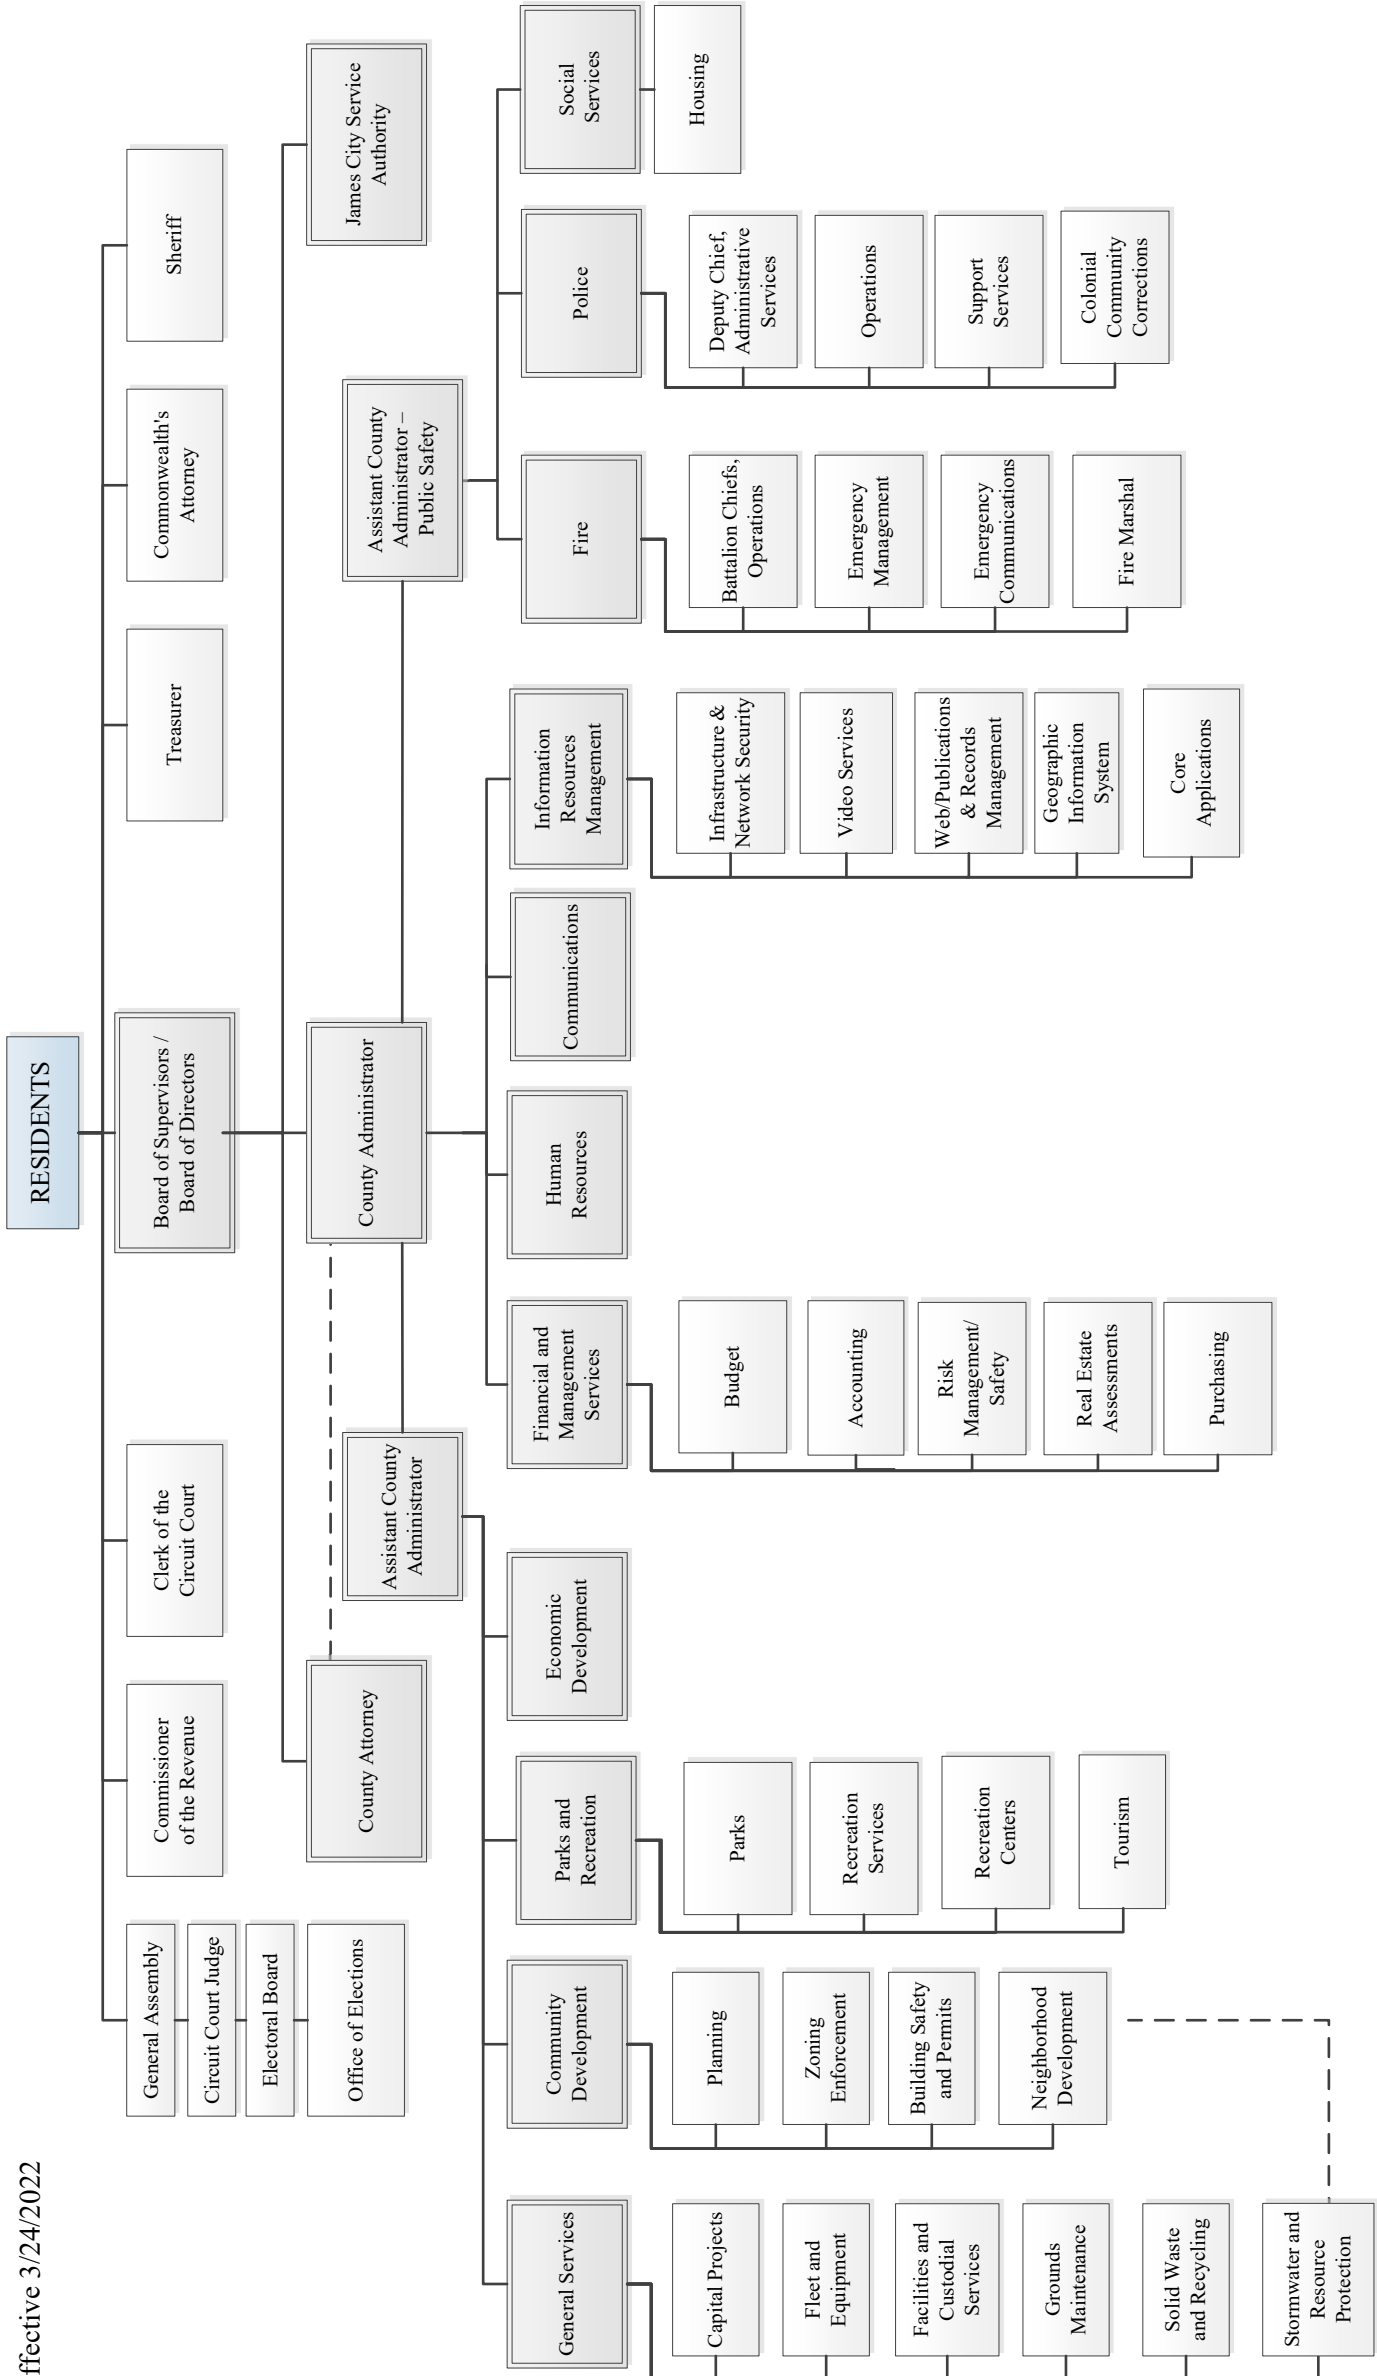 ffective 3/24/2022
RESIDENTS
General Assembly
Circuit Court Judge
Electoral Board
Office of Elections
Commissioner
of the Revenue
Clerk of the
Circuit Court
Board of Supervisors /
Board of Directors
Treasurer
Commonwealth's
Attorney
Sheriff
County Attorney
County Administrator
James City Service
Authority
Assistant County
Administrator
Assistant County
Administrator –
Public Safety
General Services
Capital Projects
Fleet and
Equipment
Facilities and
Custodial
Services
Grounds
Maintenance
Solid Waste
and Recycling
Stormwater and
Resource
Protection
Community
Development
Planning
Zoning
Enforcement
Building Safety
and Permits
Neighborhood
Development
Parks and
Recreation
Parks
Recreation
Services
Recreation
Centers
Tourism
Economic
Development
Financial and
Management
Services
Budget
Accounting
Risk
Management/
Safety
Real Estate
Assessments
Purchasing
Human
Resources
Communications
Information
Resources
Management
Infrastructure &
Network Security
Video Services
Web/Publications
& Records
Management
Geographic
Information
System
Core
Applications
Fire
Battalion Chiefs,
Operations
Emergency
Management
Emergency
Communications
Fire Marshal
Police
Deputy Chief,
Administrative
Services
Operations
Support
Services
Colonial
Community
Corrections
Social
Services
Housing